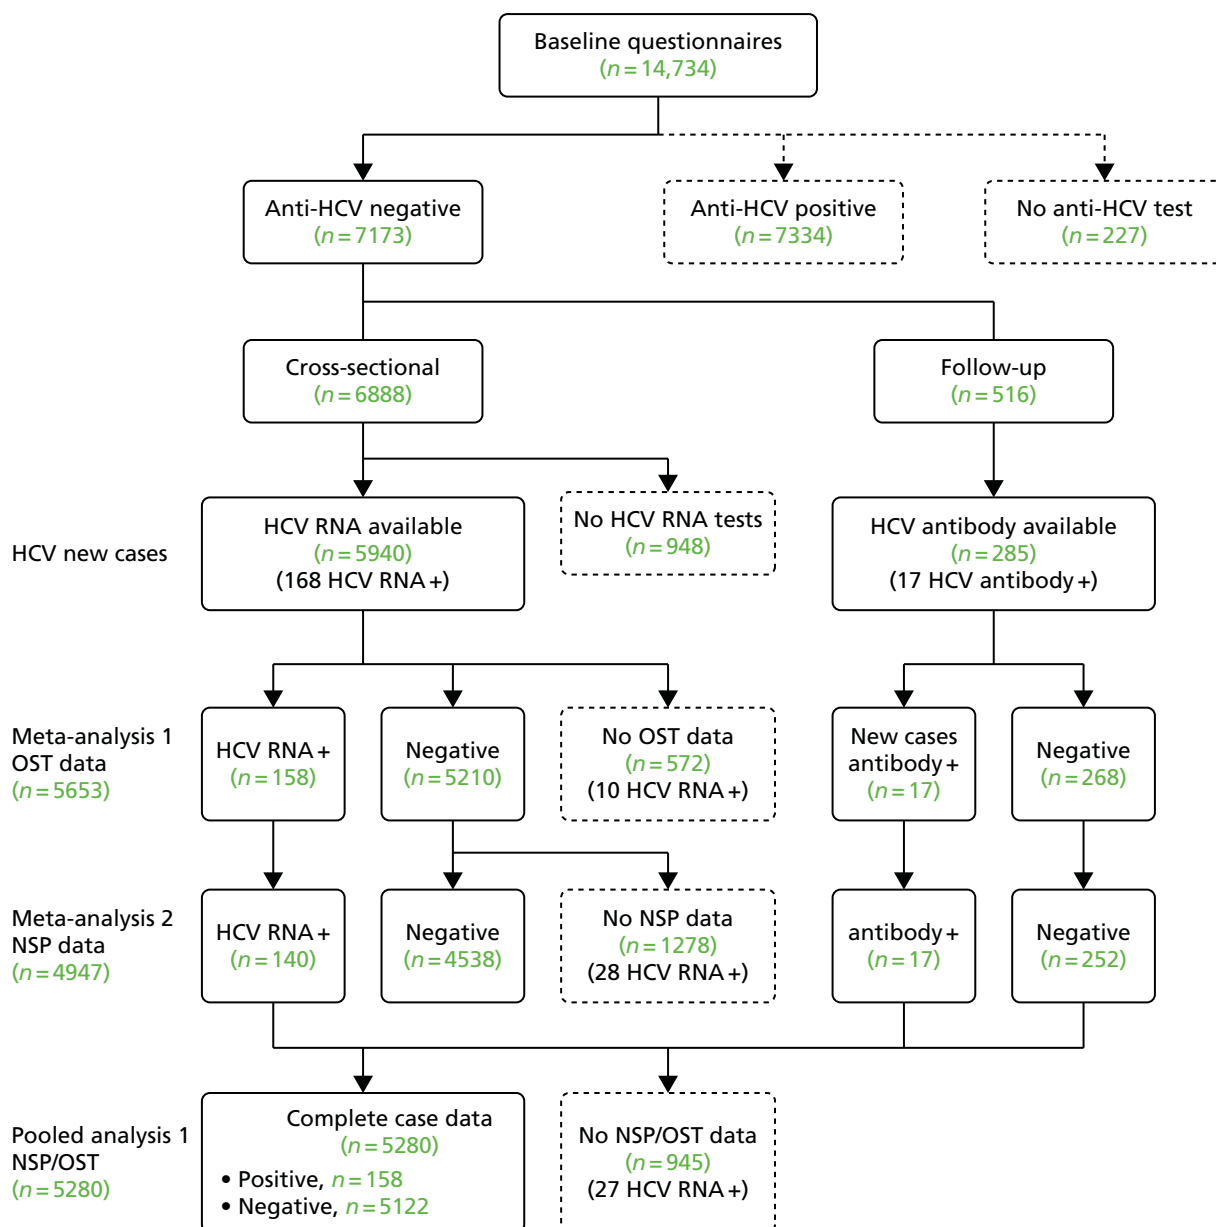 Baseline questionnaires
(n=14,734)
Anti-HCV negative
(n=7173)
Anti-HCV positive
(n=7334)
No anti-HCV test
(n=227)
Cross-sectional
(n=6888)
Follow-up
(n=516)
HCV new cases
HCV RNA available
(n=5940)
(168 HCV RNA+)
No HCV RNA tests
(n=948)
HCV antibody available
(n=285)
(17 HCV antibody+)
Meta-analysis 1
OST data
(n=5653)
HCV RNA+
(n=158)
Negative
(n=5210)
No OST data
(n=572)
(10 HCV RNA+)
New cases
antibody+
(n=17)
Negative
(n=268)
Meta-analysis 2
NSP data
(n=4947)
HCV RNA+
(n=140)
Negative
(n=4538)
No NSP data
(n=1278)
(28 HCV RNA+)
antibody+
(n=17)
Negative
(n=252)
Pooled analysis 1
NSP/OST
(n=5280)
Complete case data
(n=5280)
• Positive, n=158
• Negative, n=5122
No NSP/OST data
(n=945)
(27 HCV RNA+)